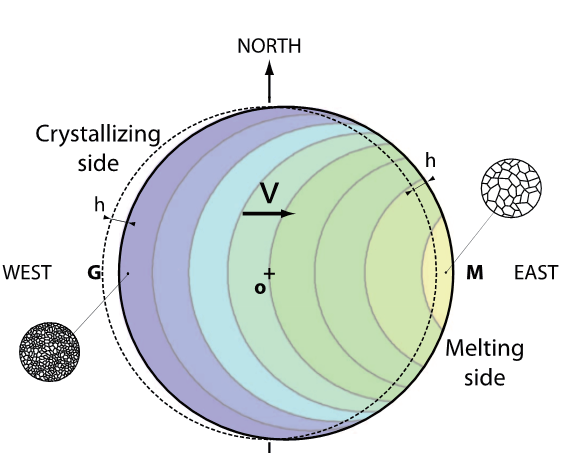 NORTH
Crystallizing
side
h
h
V
WEST
G
o
M
EAST
Melting
side